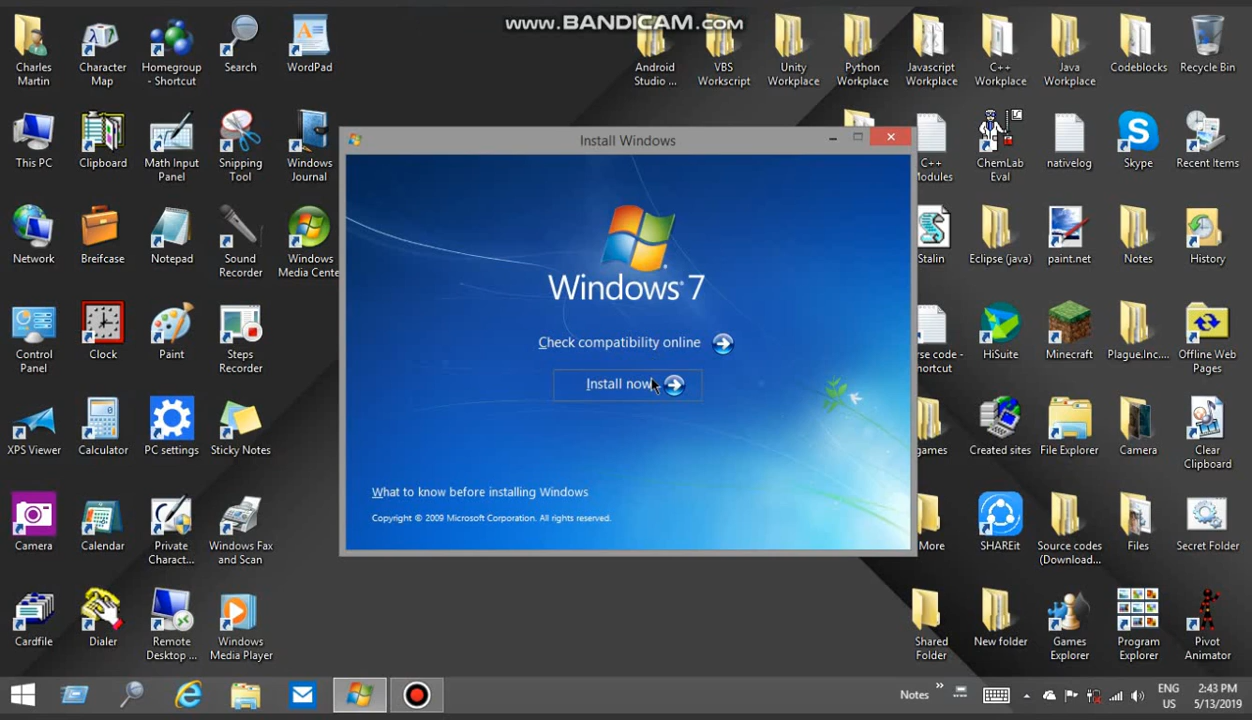 www.BANDICAM.com
Charles
Martin
Character
Map
Homegroup
- Shortcut
Search
WordPad
Android
Studio ...
VBS
Workscript
Unity
Workplace
Python
Workplace
Javascript
Workplace
C++
Workplace
Java
Workplace
Codeblocks
Recycle Bin
This PC
Clipboard
Math Input
Panel
Snipping
Tool
Windows
Journal
C++
Modules
ChemLab
Eval
nativelog
Skype
Recent Items
Network
Breifcase
Notepad
Sound
Recorder
Windows
Media Cente
Stalin
Eclipse (java)
paint.net
Notes
History
Control
Panel
Clock
Paint
Steps
Recorder
rse code -
hortcut
HiSuite
Minecraft
Plague.Inc....
Offline Web
Pages
XPS Viewer
Calculator
PC settings
Sticky Notes
games
Created sites
File Explorer
Camera
Clear
Clipboard
Camera
Calendar
Private
Charact...
Windows Fax
and Scan
More
SHAREit
Source codes
(Download...
Files
Secret Folder
Cardfile
Dialer
Remote
Desktop ...
Windows
Media Player
Shared
Folder
New folder
Games
Explorer
Program
Explorer
Pivot
Animator
Install Windows
Windows 7
Check compatibility online
Install now
What to know before installing Windows
Copyright © 2009 Microsoft Corporation. All rights reserved.
Notes
ENG
US
2:43 PM
5/13/2019